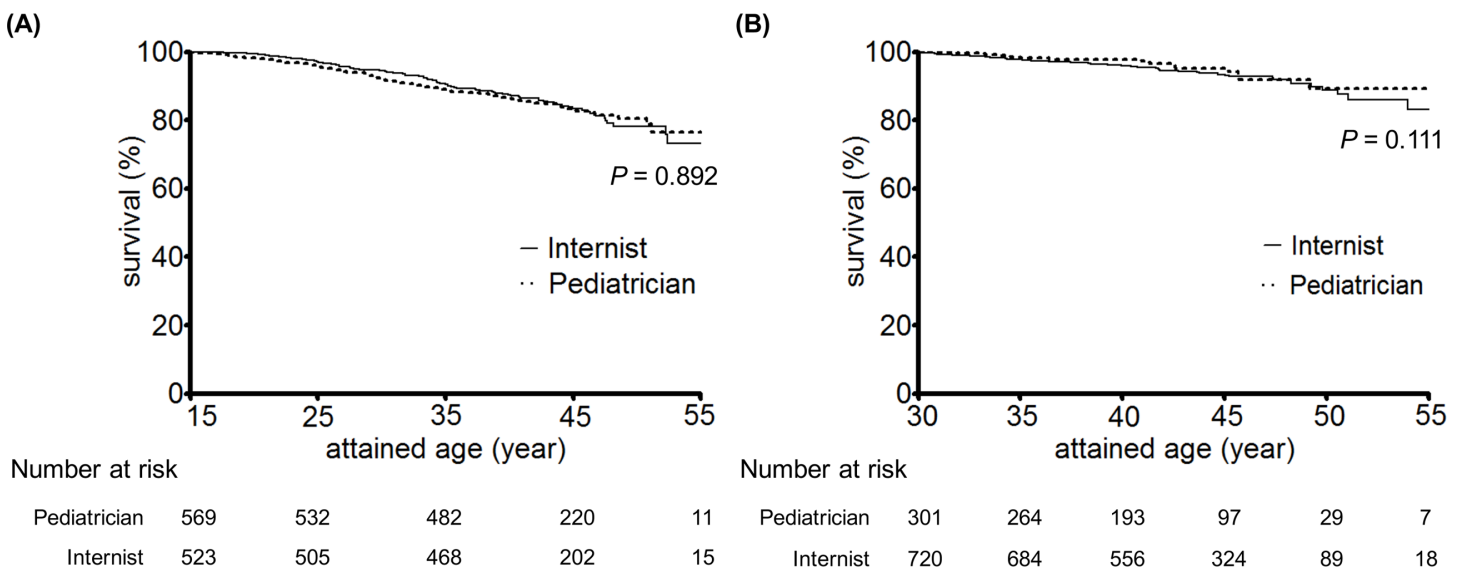 (A)
100
80
60
40
20
0
survival (%)
15 25 35 45 55
attained age (year)
P = 0.892
Internist
Pediatrician
Number at risk
Pediatrician 569 532 482 220 11
Internist 523 505 468 202 15
(B)
100
80
60
40
20
0
survival (%)
30 35 40 45 50 55
attained age (year)
P = 0.111
Internist
Pediatrician
Number at risk
Pediatrician 301 264 193 97 29 7
Internist 720 684 556 324 89 18